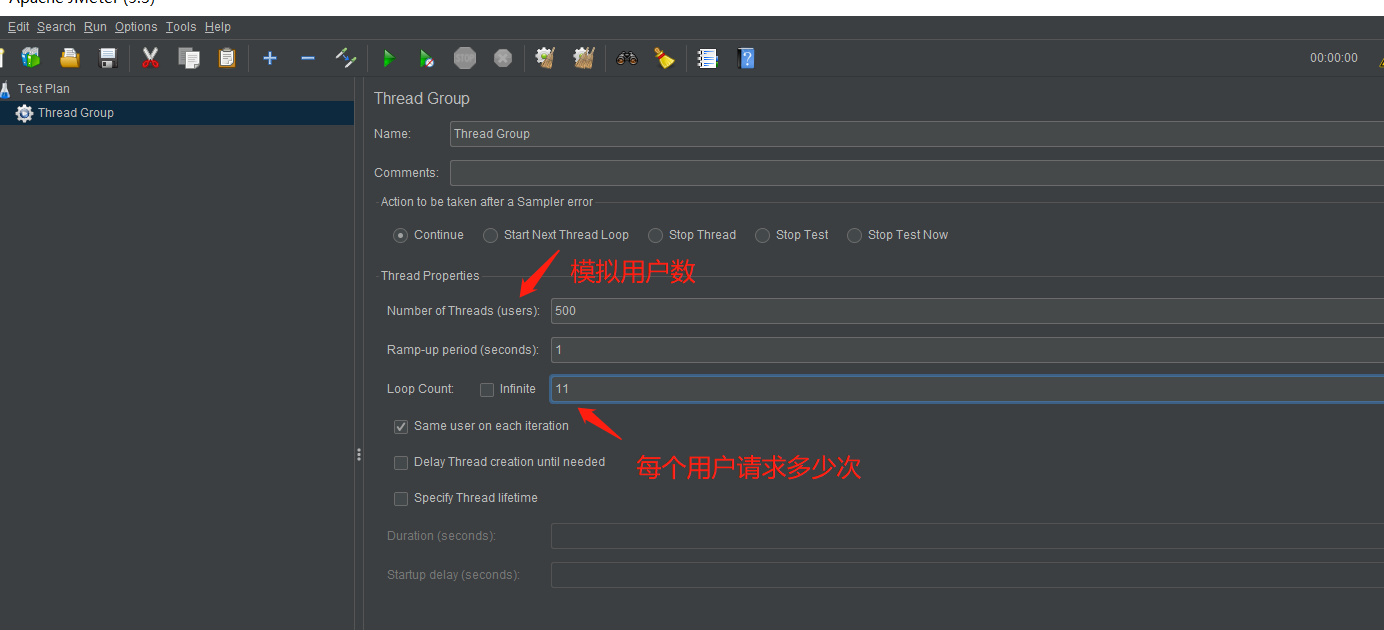 Apache JMeter (5.5)
Edit Search Run Options Tools Help
STOP
00:00:00
Test Plan
Thread Group
Thread Group
Name: Thread Group
Comments:
Action to be taken after a Sampler error
Continue Start Next Thread Loop Stop Thread Stop Test Stop Test Now
模拟用户数
Thread Properties
Number of Threads (users): 500
Ramp-up period (seconds): 1
Loop Count: Infinite 11
Same user on each iteration
Delay Thread creation until needed
每个用户请求多少次
Specify Thread lifetime
Duration (seconds):
Startup delay (seconds):